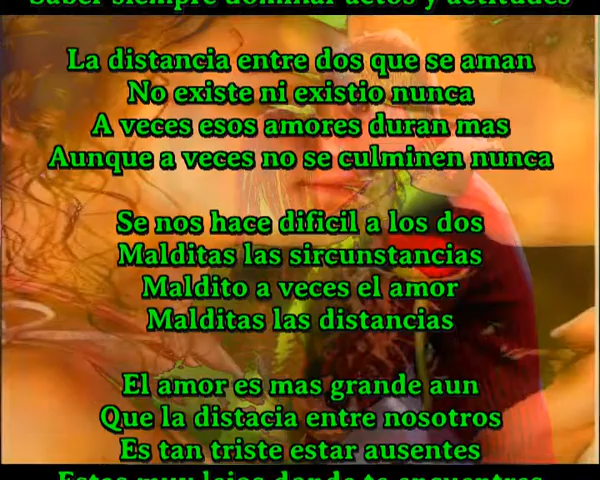 Saber siempre dominar actos y actitudes
La distancia entre dos que se aman
No existe ni existio nunca
A veces esos amores duran mas
Aunque a veces no se culminen nunca
Se nos hace dificil a los dos
Malditas las sircunstancias
Maldito a veces el amor
Malditas las distancias
El amor es mas grande aun
Que la distacia entre nosotros
Es tan triste estar ausentes
Estas muy lejos donde te encuentres